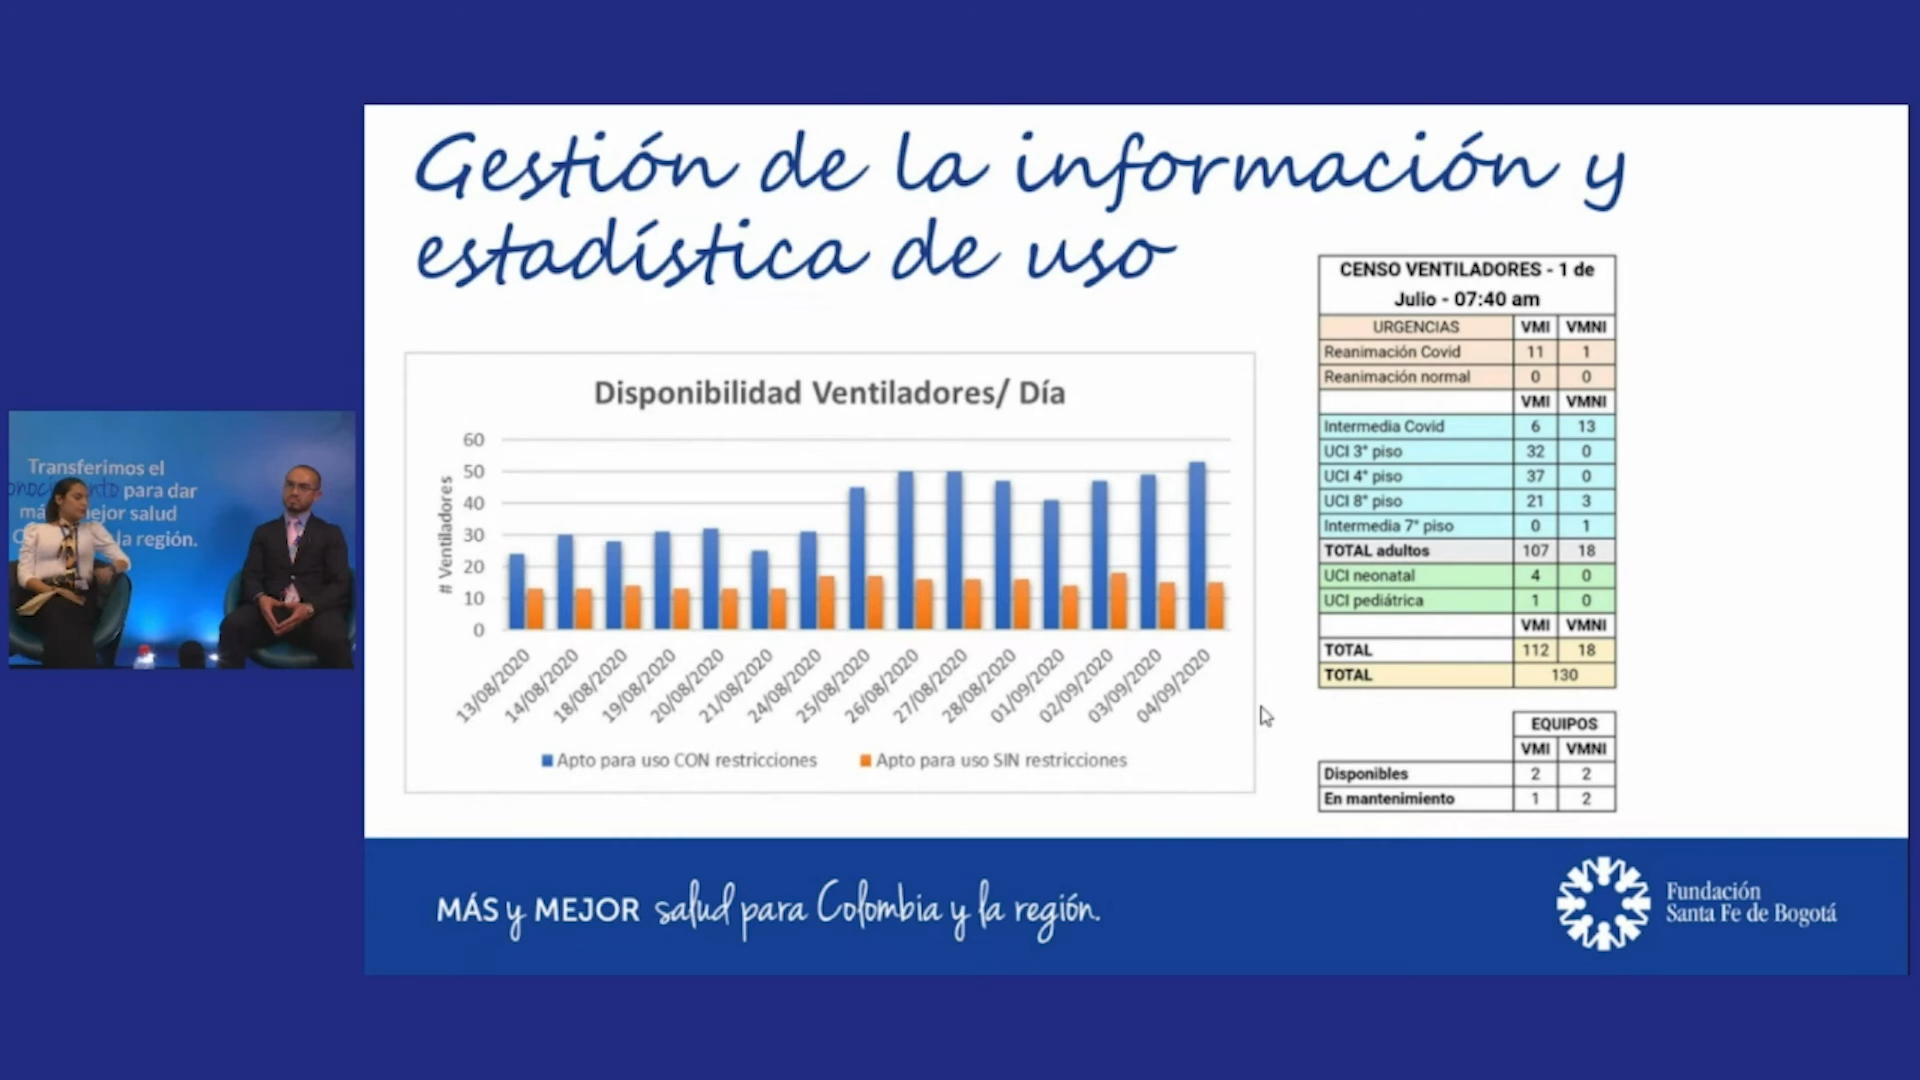 Gestión de la información y
estadística de uso
Transferimos el
para dar
mejor salud
la región.
Disponibilidad Ventiladores/ Día
# Ventiladores
60
50
40
30
20
10
0
13/08/2020
14/08/2020
18/08/2020
19/08/2020
20/08/2020
21/08/2020
24/08/2020
25/08/2020
26/08/2020
27/08/2020
28/08/2020
01/09/2020
02/09/2020
03/09/2020
04/09/2020
Apto para uso CON restricciones
Apto para uso SIN restricciones
CENSO VENTILADORES - 1 de
Julio - 07:40 am
URGENCIAS VMI VMNI
Reanimación Covid 11 1
Reanimación normal 0 0
VMI VMNI
Intermedia Covid 6 13
UCI 3° piso 32 0
UCI 4° piso 37 0
UCI 8° piso 21 3
Intermedia 7° piso 0 1
TOTAL adultos 107 18
UCI neonatal 4 0
UCI pediátrica 1 0
VMI VMNI
TOTAL 112 18
TOTAL 130
EQUIPOS
VMI VMNI
Disponibles 2 2
En mantenimiento 1 2
MÁS y MEJOR salud para Colombia y la región.
Fundación
Santa Fe de Bogotá